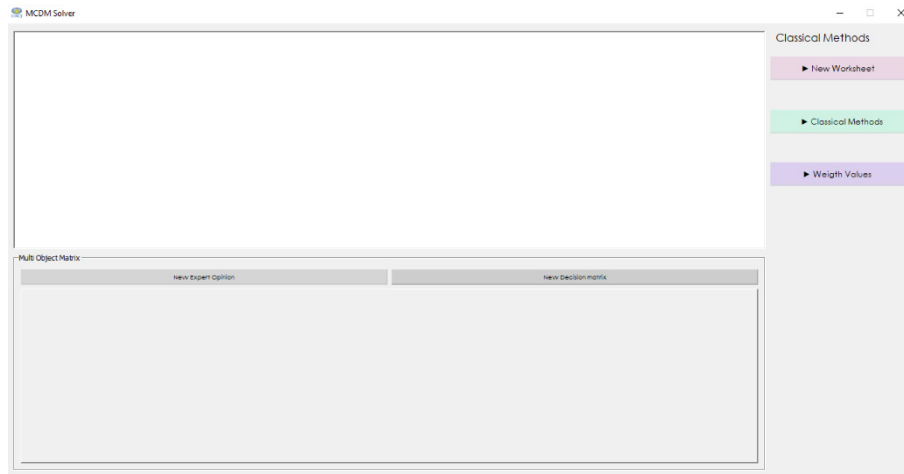 MCDM Solver
Classical Methods
► New Worksheet
► Classical Methods
► Weigth Values
Multi Object Matrix
New Expert Opinion
New Decision matrix